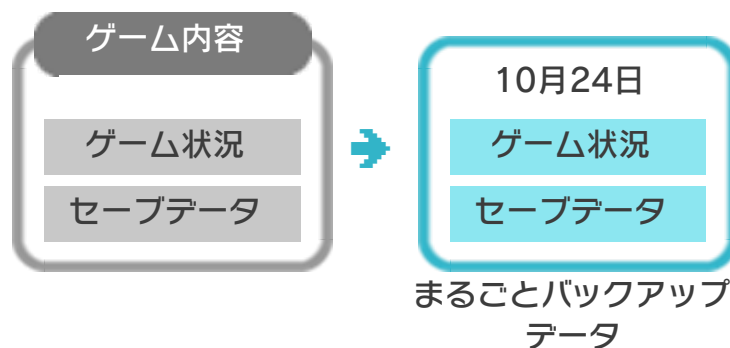 ゲーム内容
ゲーム状況
セーブデータ
10月24日
ゲーム状況
セーブデータ
まるごとバックアップ
データ